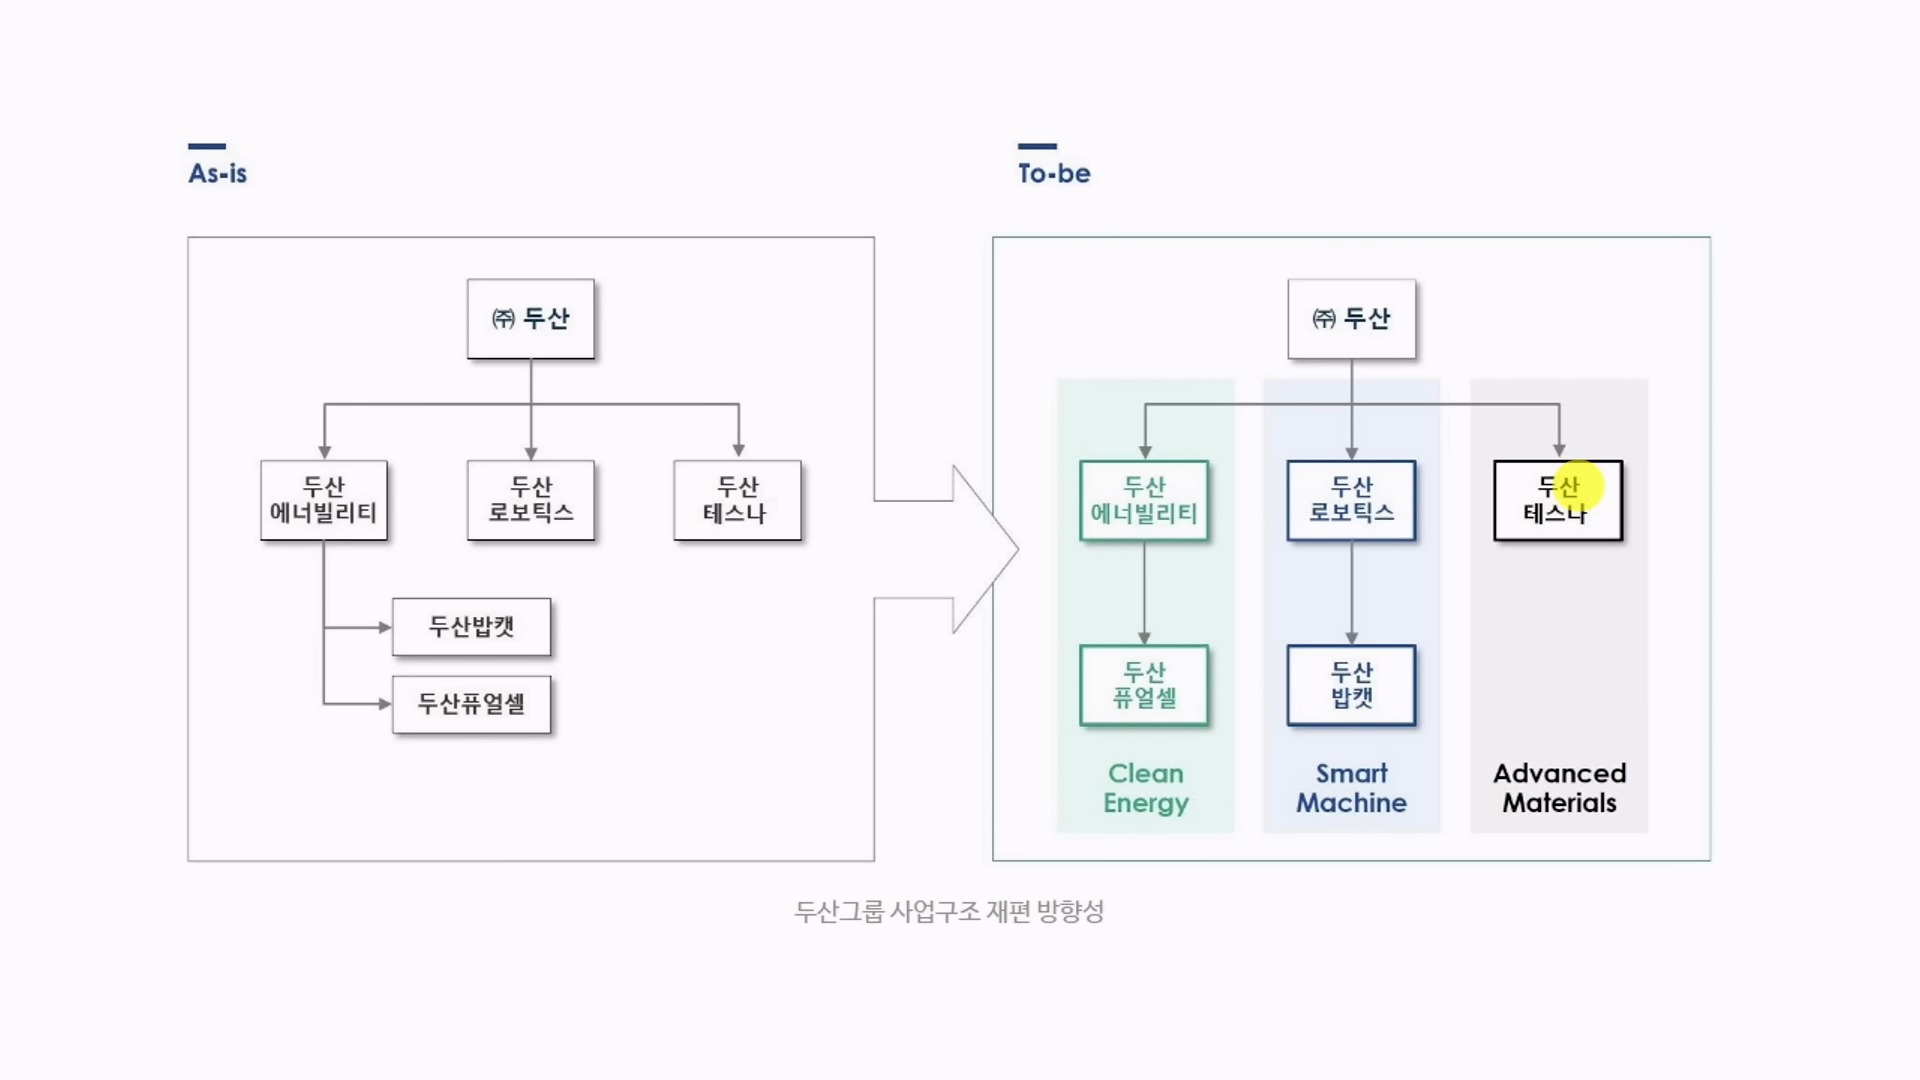 As-is
㈜ 두산
두산
에너빌리티
두산
로보틱스
두산
테스나
두산밥캣
두산퓨얼셀
To-be
㈜ 두산
두산
에너빌리티
두산
로보틱스
두산
테스나
두산
퓨얼셀
두산
밥캣
Clean
Energy
Smart
Machine
Advanced
Materials
두산그룹 사업구조 재편 방향성